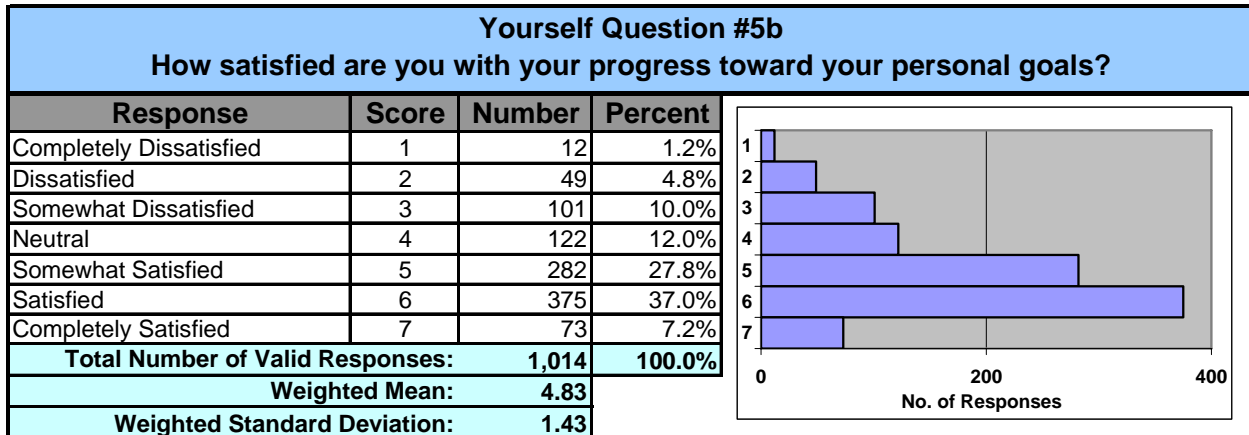 Yourself Question #5b
How satisfied are you with your progress toward your personal goals?
Response Score Number Percent
Completely Dissatisfied 1 12 1.2%
Dissatisfied 2 49 4.8%
Somewhat Dissatisfied 3 101 10.0%
Neutral 4 122 12.0%
Somewhat Satisfied 5 282 27.8%
Satisfied 6 375 37.0%
Completely Satisfied 7 73 7.2%
Total Number of Valid Responses: 1,014 100.0%
Weighted Mean: 4.83
Weighted Standard Deviation: 1.43
1
2
3
4
5
6
7
0 200 400
No. of Responses